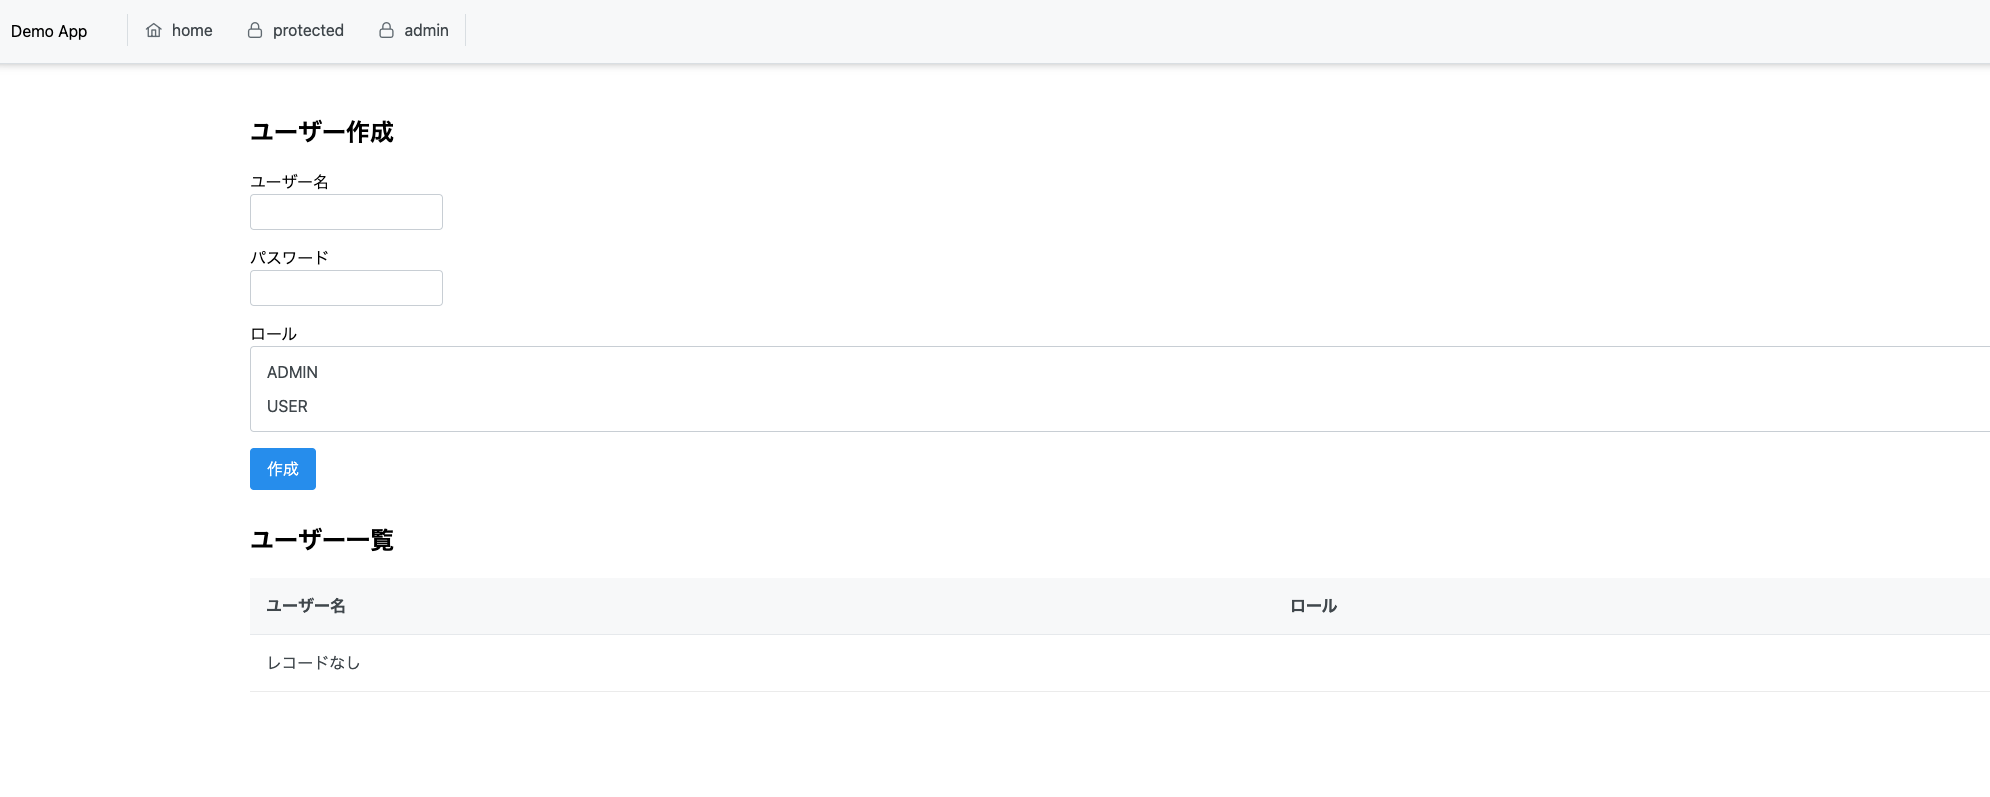 Demo App home protected admin
ユーザー作成
ユーザー名
パスワード
ロール
ADMIN
USER
作成
ユーザー一覧
ユーザー名 ロール
レコードなし